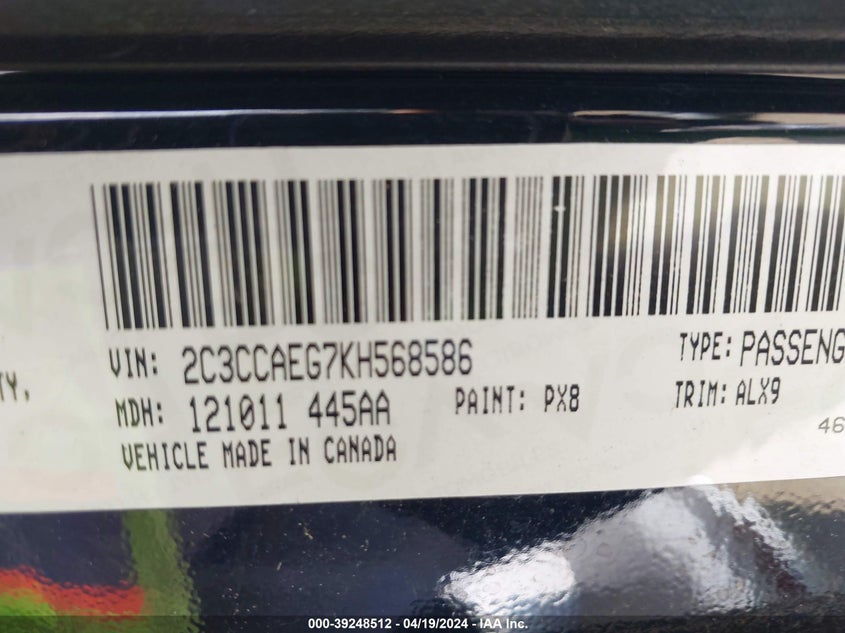 VIN: 2C3CCAEG7KH568586
TYPE: PASSENG
TY,
MDH: 121011 445AA
PAINT: PX8
TRIM: ALX9
VEHICLE MADE IN CANADA
46
000-39248512 - 04/19/2024 - IAA Inc.